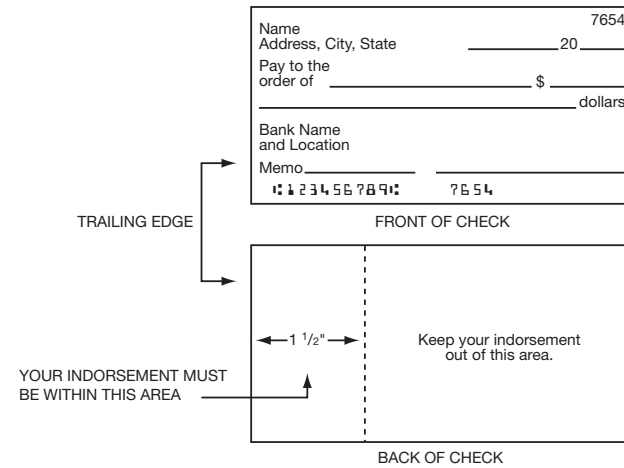 7654
Name
Address, City, State 20
Pay to the
order of $
dollars
Bank Name
and Location
Memo
⑆123456789⑆ 7654
TRAILING EDGE
FRONT OF CHECK
1 1/2"
Keep your indorsement
out of this area.
YOUR INDORSEMENT MUST
BE WITHIN THIS AREA
BACK OF CHECK